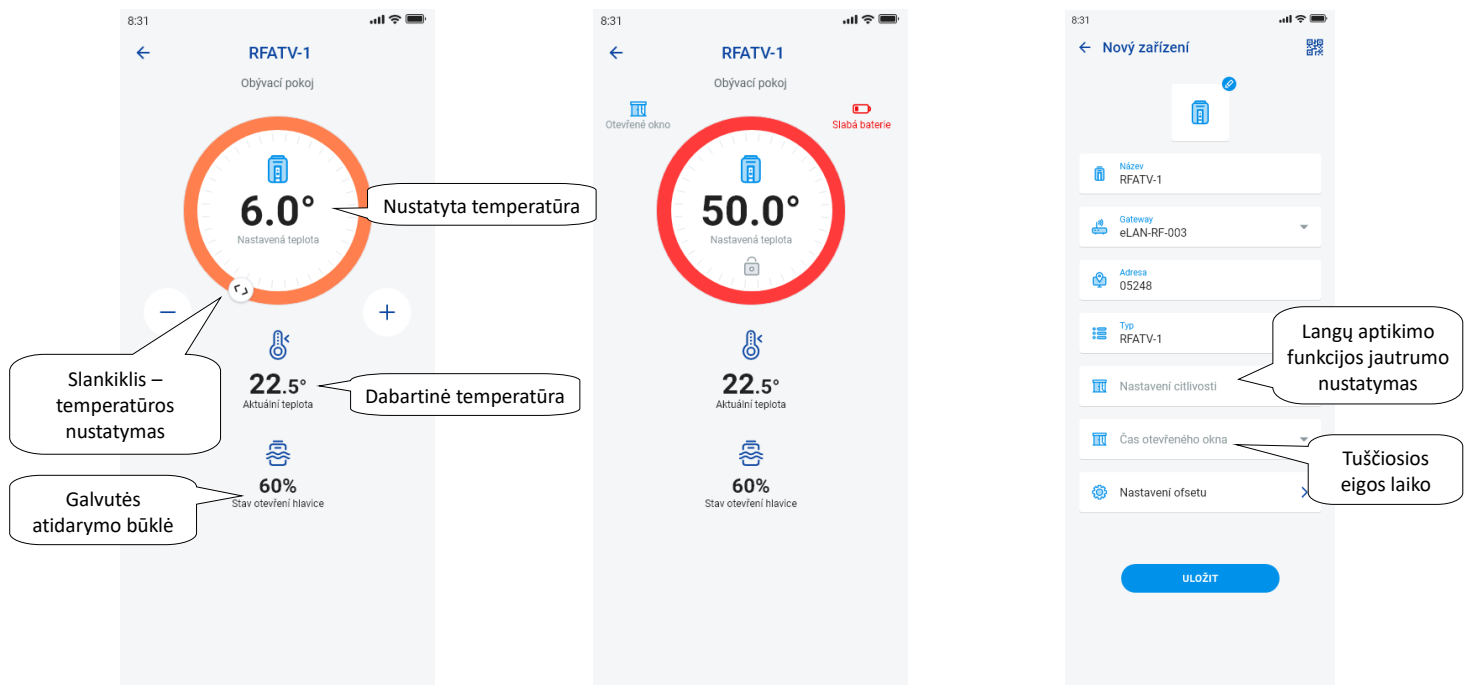 8:31
RFATV-1
Obývací pokoj
6.0°
Nastavená teplota
Nustatyta temperatūra
Slankiklis –
temperatūros
nustatymas
22.5°
Aktuální teplota
Dabartinė temperatūra
60%
Stav otevření hlavice
Galvutės
atidarymo būklė
8:31
RFATV-1
Obývací pokoj
Otevřené okno
Slabá baterie
50.0°
Nastavená teplota
22.5°
Aktuální teplota
60%
Stav otevření hlavice
8:31
Nový zařízení
Název
RFATV-1
Gateway
eLAN-RF-003
Adresa
05248
Typ
RFATV-1
Langų aptikimo
funkcijos jautrumo
nustatymas
Nastavení citlivosti
Čas otevřeného okna
Tuščiosios
eigos laiko
Nastavení ofsetu
ULOŽIT